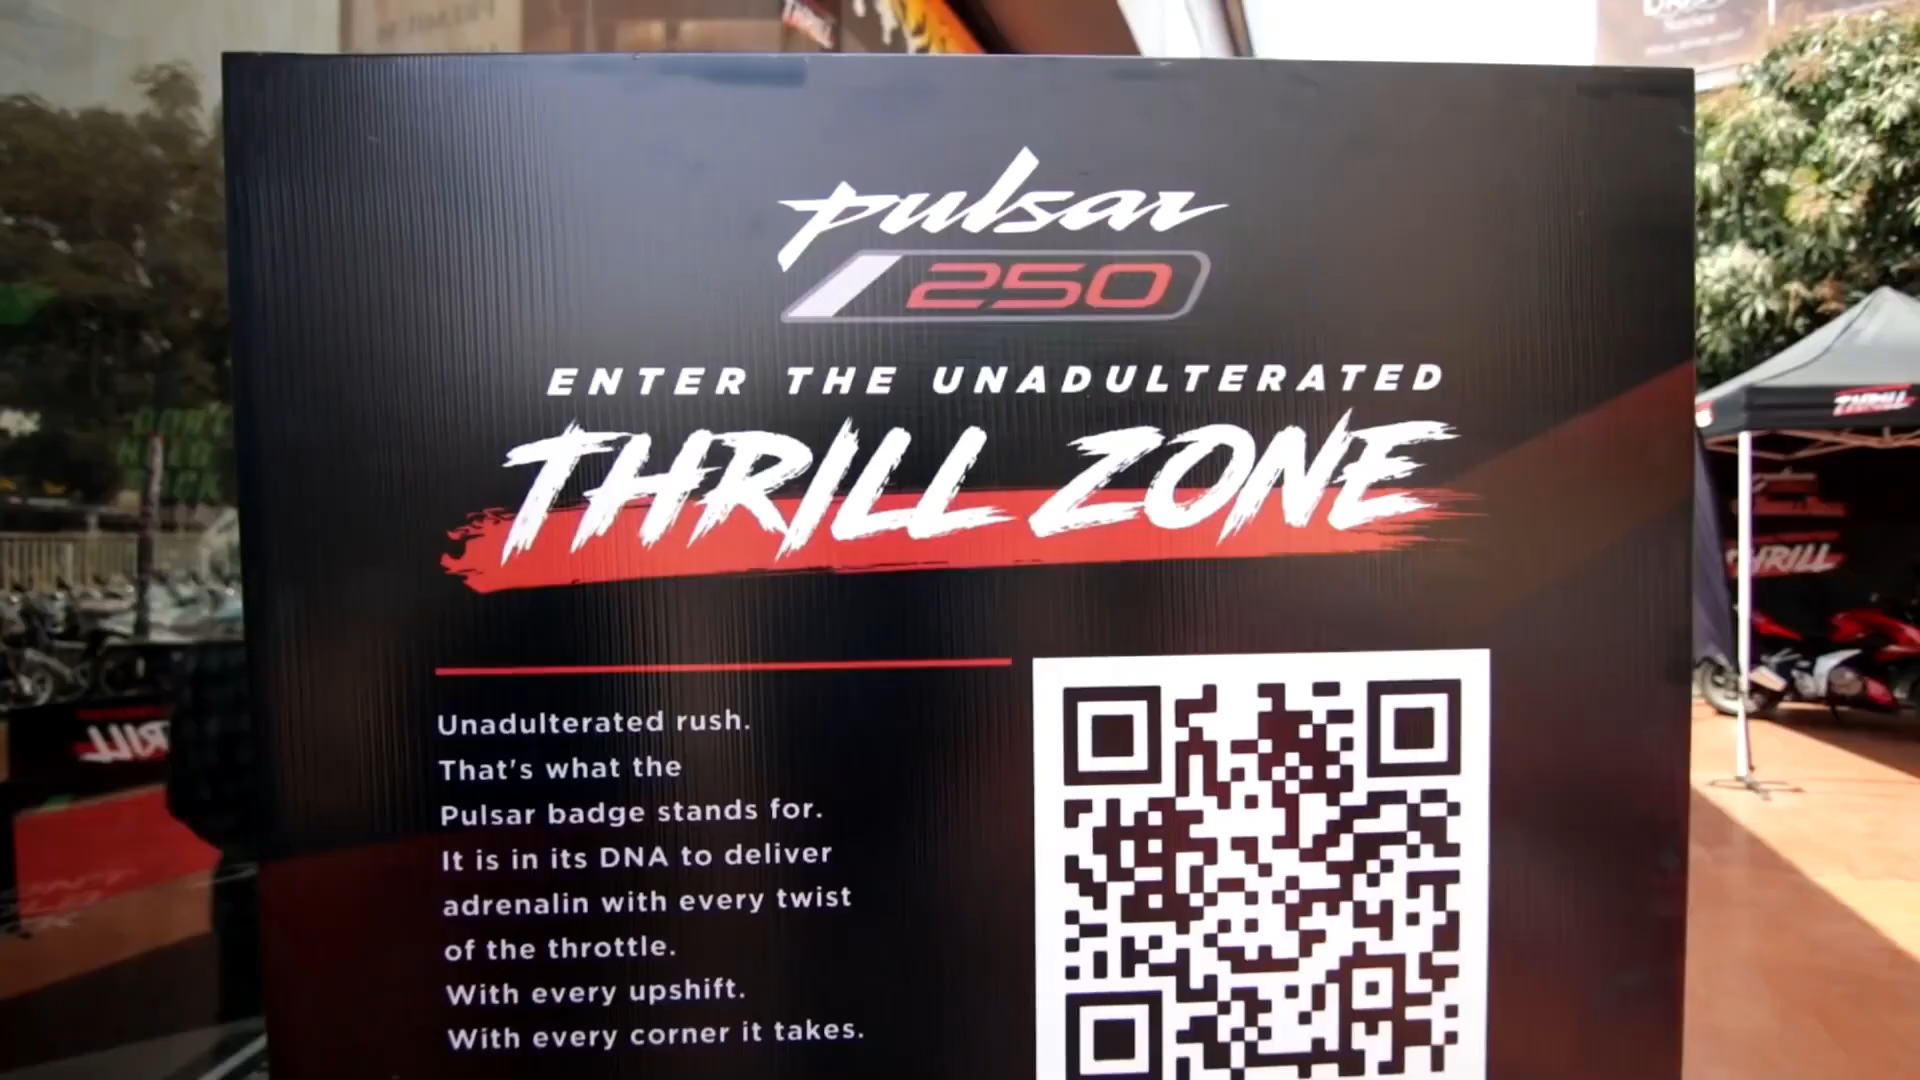 pulsar
250
ENTER THE UNADULTERATED
THRILL ZONE
Unadulterated rush.
That's what the
Pulsar badge stands for.
It is in its DNA to deliver
adrenalin with every twist
of the throttle.
With every upshift.
With every corner it takes.
THRILL
THRILL